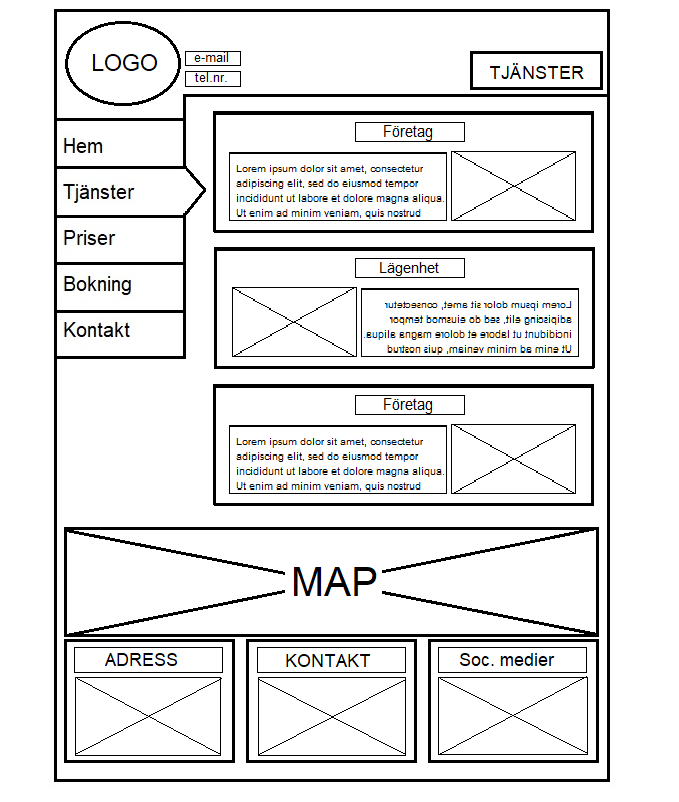 LOGO
e-mail
tel.nr.
TJÄNSTER
Hem
Tjänster
Priser
Bokning
Kontakt
Företag
Lorem ipsum dolor sit amet, consectetur
adipiscing elit, sed do eiusmod tempor
incididunt ut labore et dolore magna aliqua.
Ut enim ad minim veniam, quis nostrud
Lägenhet
Lorem ipsum dolor sit amet, consectetur
adipiscing elit, sed do eiusmod tempor
incididunt ut labore et dolore magna aliqua.
Ut enim ad minim veniam, quis nostrud
Företag
Lorem ipsum dolor sit amet, consectetur
adipiscing elit, sed do eiusmod tempor
incididunt ut labore et dolore magna aliqua.
Ut enim ad minim veniam, quis nostrud
MAP
ADRESS
KONTAKT
Soc. medier